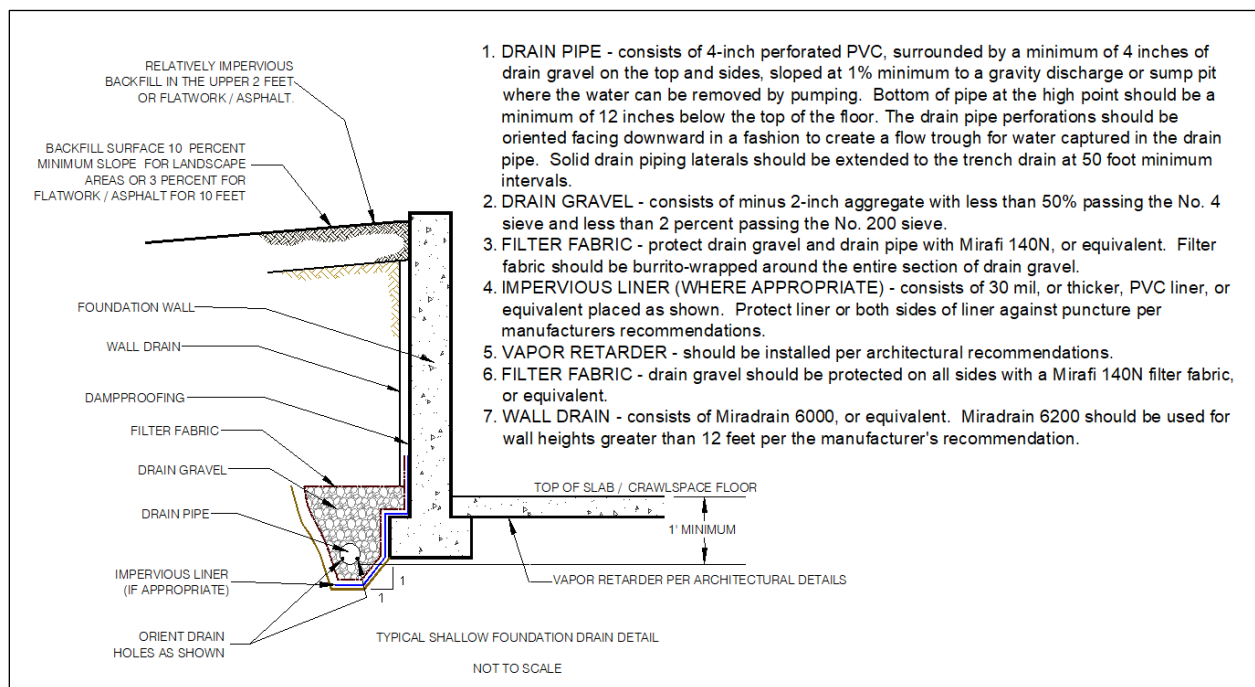 RELATIVELY IMPERVIOUS
BACKFILL IN THE UPPER 2 FEET
OR FLATWORK / ASPHALT.
BACKFILL SURFACE 10 PERCENT
MINIMUM SLOPE FOR LANDSCAPE
AREAS OR 3 PERCENT FOR
FLATWORK / ASPHALT FOR 10 FEET
FOUNDATION WALL
WALL DRAIN
DAMPPROOFING
FILTER FABRIC
DRAIN GRAVEL
DRAIN PIPE
IMPERVIOUS LINER
(IF APPROPRIATE)
ORIENT DRAIN
HOLES AS SHOWN
1
1
TOP OF SLAB / CRAWLSPACE FLOOR
1' MINIMUM
VAPOR RETARDER PER ARCHITECTURAL DETAILS
TYPICAL SHALLOW FOUNDATION DRAIN DETAIL
NOT TO SCALE
1. DRAIN PIPE - consists of 4-inch perforated PVC, surrounded by a minimum of 4 inches of
drain gravel on the top and sides, sloped at 1% minimum to a gravity discharge or sump pit
where the water can be removed by pumping. Bottom of pipe at the high point should be a
minimum of 12 inches below the top of the floor. The drain pipe perforations should be
oriented facing downward in a fashion to create a flow trough for water captured in the drain
pipe. Solid drain piping laterals should be extended to the trench drain at 50 foot minimum
intervals.
2. DRAIN GRAVEL - consists of minus 2-inch aggregate with less than 50% passing the No. 4
sieve and less than 2 percent passing the No. 200 sieve.
3. FILTER FABRIC - protect drain gravel and drain pipe with Mirafi 140N, or equivalent. Filter
fabric should be burrito-wrapped around the entire section of drain gravel.
4. IMPERVIOUS LINER (WHERE APPROPRIATE) - consists of 30 mil, or thicker, PVC liner, or
equivalent placed as shown. Protect liner or both sides of liner against puncture per
manufacturers recommendations.
5. VAPOR RETARDER - should be installed per architectural recommendations.
6. FILTER FABRIC - drain gravel should be protected on all sides with a Mirafi 140N filter fabric,
or equivalent.
7. WALL DRAIN - consists of Miradrain 6000, or equivalent. Miradrain 6200 should be used for
wall heights greater than 12 feet per the manufacturer's recommendation.